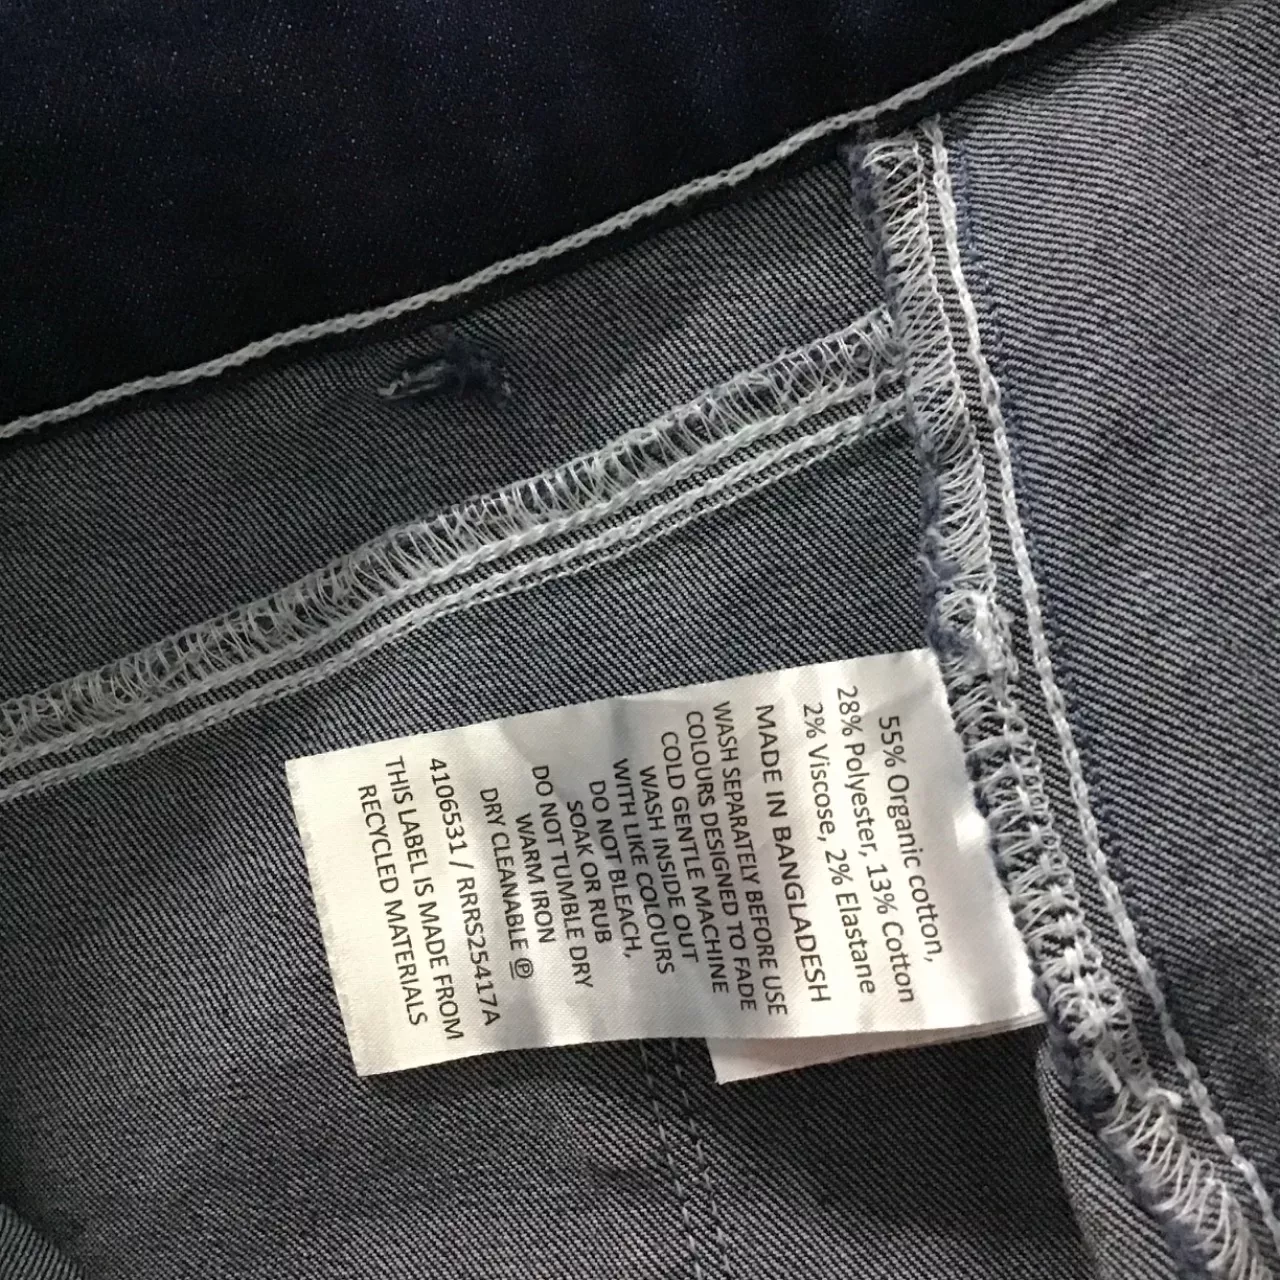 55% Organic cotton,
28% Polyester, 13% Cotton
2% Viscose, 2% Elastane
MADE IN BANGLADESH
WASH SEPARATELY BEFORE USE
COLOURS DESIGNED TO FADE
COLD GENTLE MACHINE
WASH INSIDE OUT
WITH LIKE COLOURS
DO NOT BLEACH,
SOAK OR RUB
DO NOT TUMBLE DRY
WARM IRON
DRY CLEANABLE Ⓟ
4106531 / RRRS25417A
THIS LABEL IS MADE FROM
RECYCLED MATERIALS